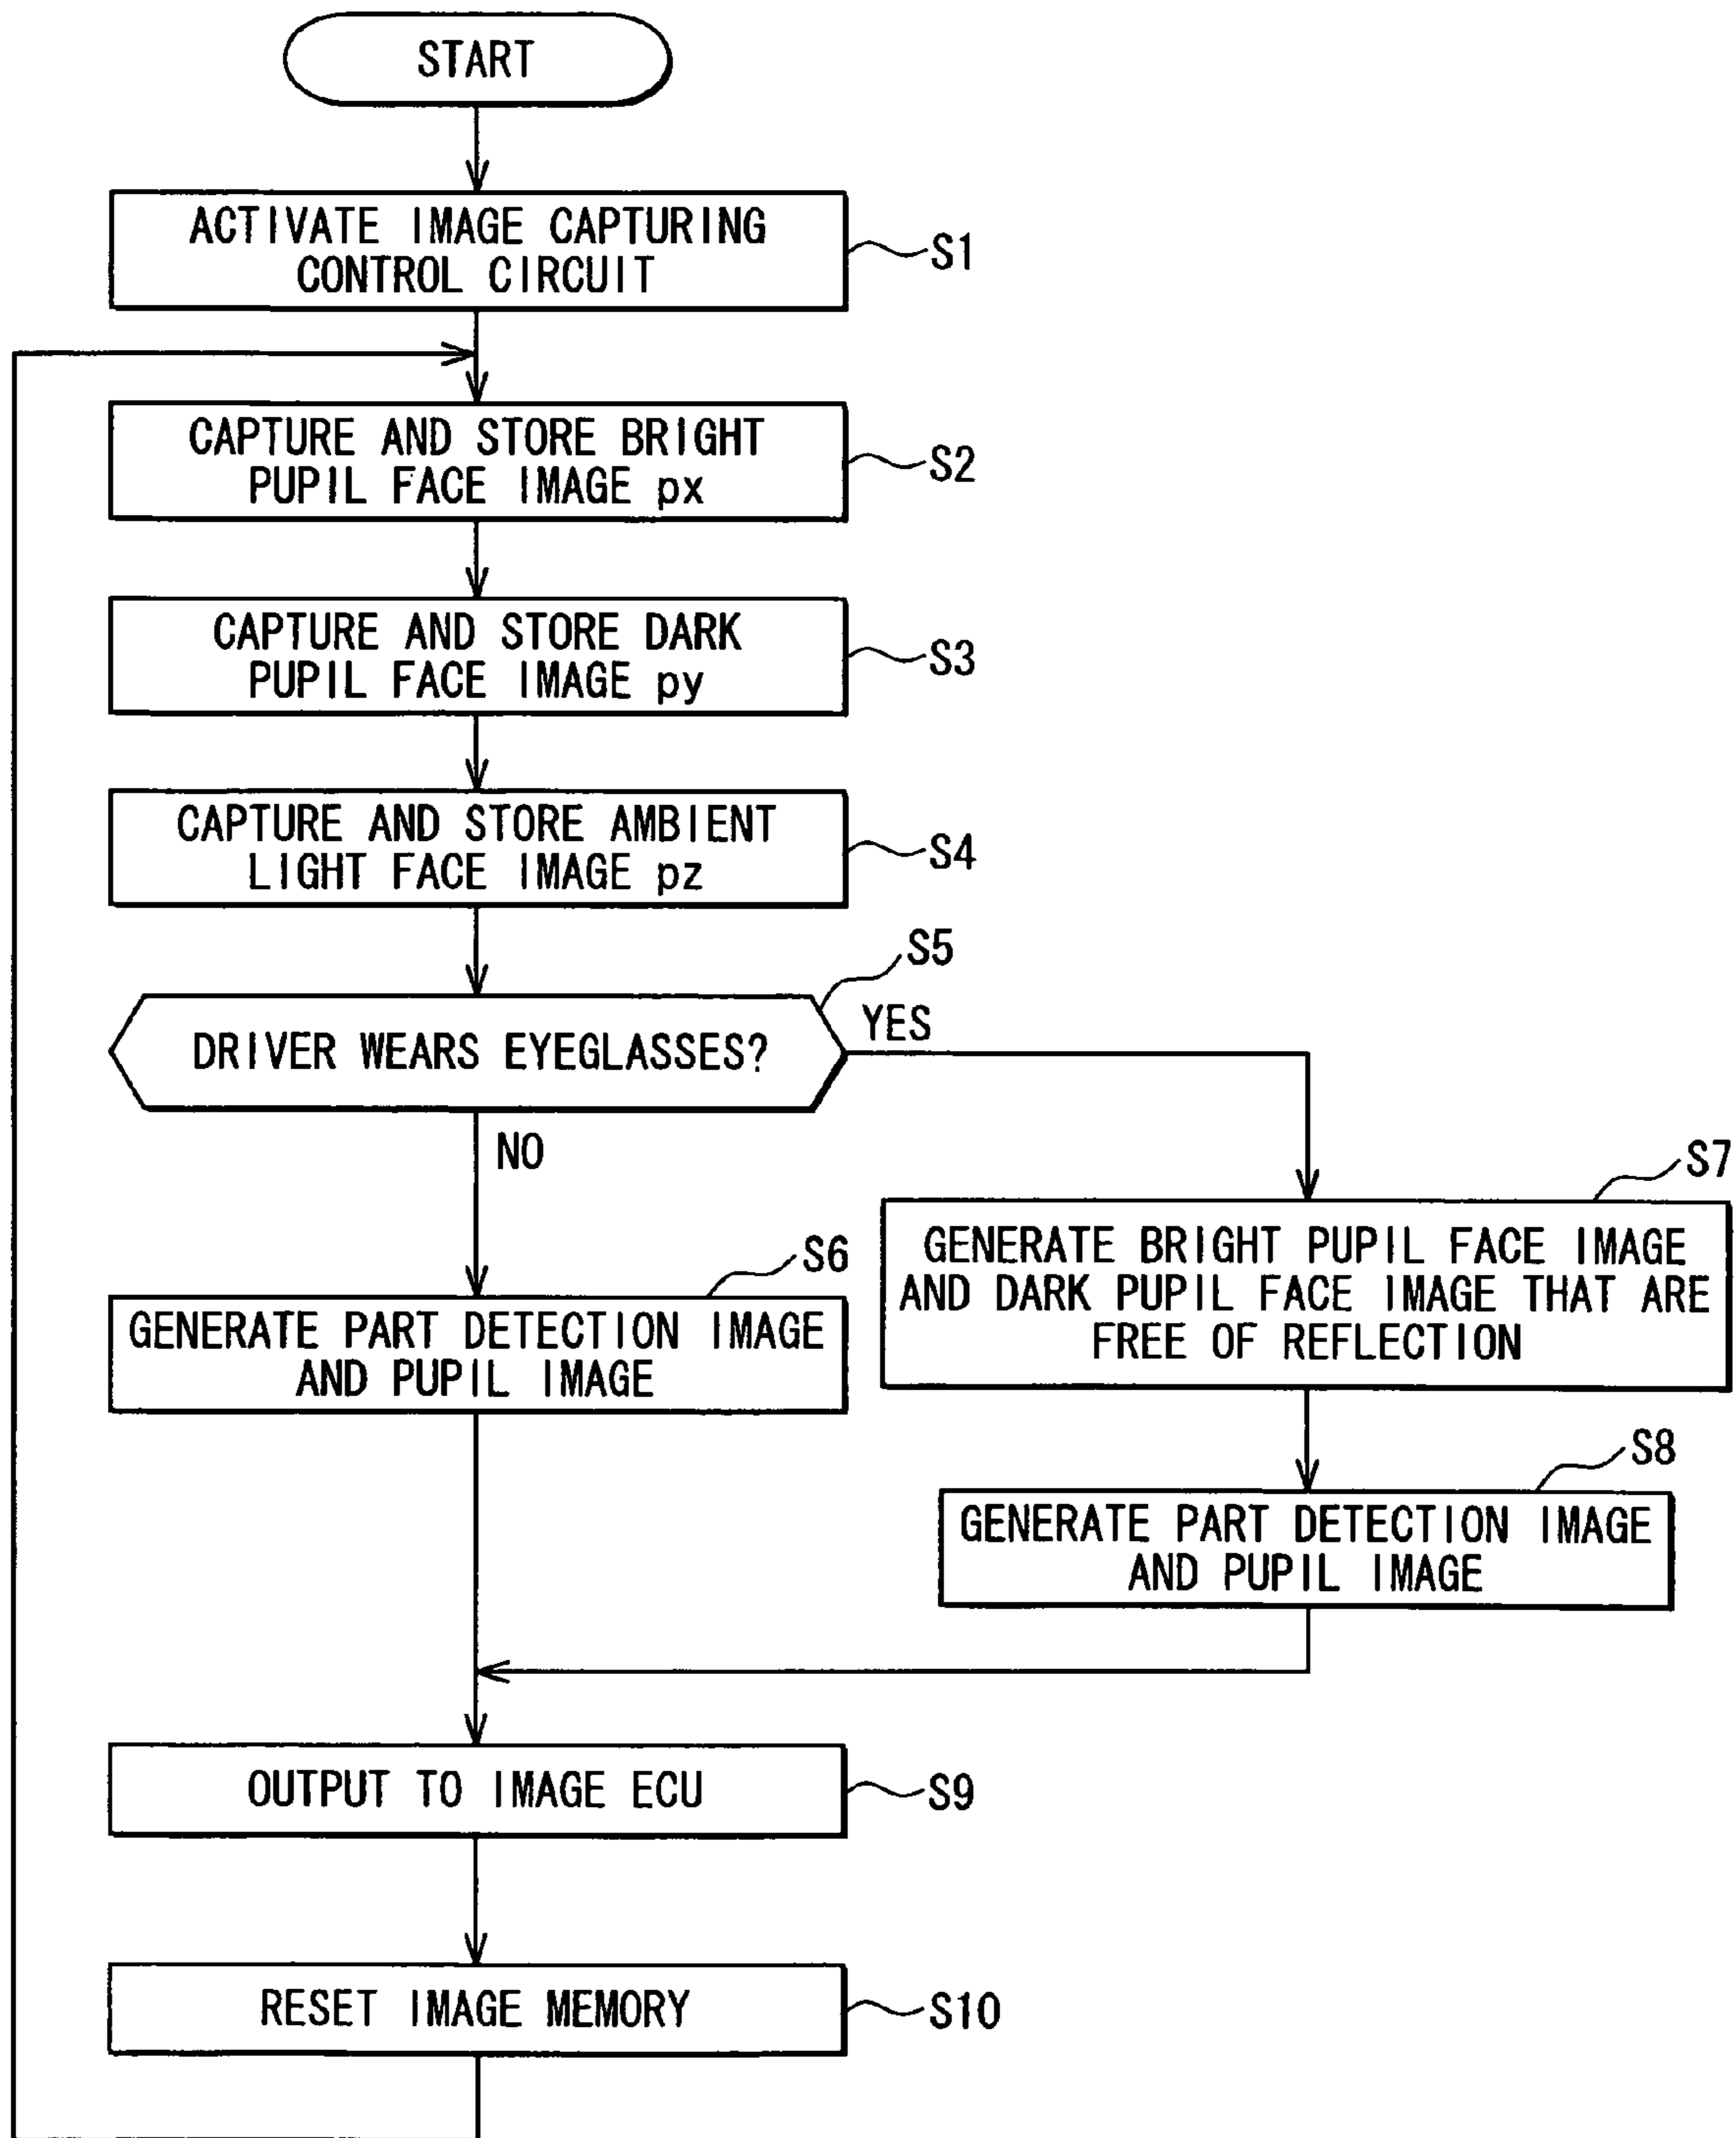 START
ACTIVATE IMAGE CAPTURING
CONTROL CIRCUIT
S1
CAPTURE AND STORE BRIGHT
PUPIL FACE IMAGE px
S2
CAPTURE AND STORE DARK
PUPIL FACE IMAGE py
S3
CAPTURE AND STORE AMBIENT
LIGHT FACE IMAGE pz
S4
S5
DRIVER WEARS EYEGLASSES?
YES
NO
S7
GENERATE BRIGHT PUPIL FACE IMAGE
AND DARK PUPIL FACE IMAGE THAT ARE
FREE OF REFLECTION
S6
GENERATE PART DETECTION IMAGE
AND PUPIL IMAGE
S8
GENERATE PART DETECTION IMAGE
AND PUPIL IMAGE
OUTPUT TO IMAGE ECU
S9
RESET IMAGE MEMORY
S10